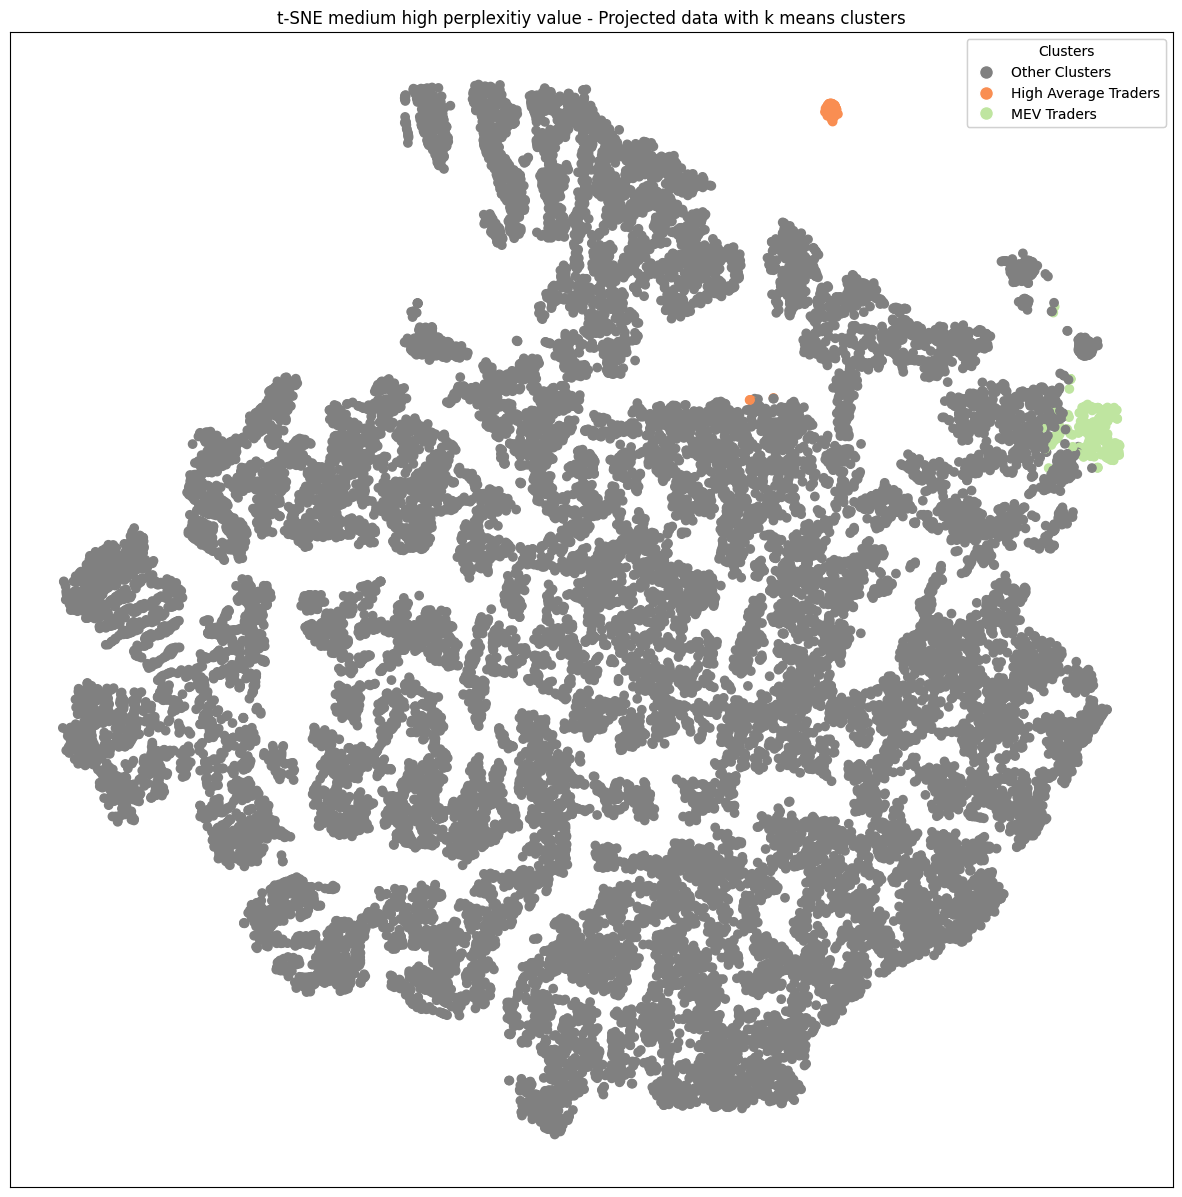 t-SNE medium high perplexitiy value - Projected data with k means clusters
Clusters
Other Clusters
High Average Traders
MEV Traders